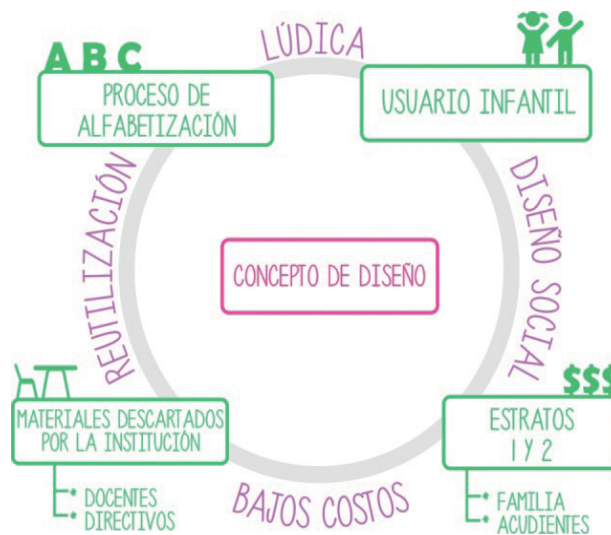 LÚDICA
A B C
PROCESO DE
ALFABETIZACIÓN
USUARIO INFANTIL
REUTILIZACIÓN
DISEÑO SOCIAL
CONCEPTO DE DISEÑO
MATERIALES DESCARTADOS
POR LA INSTITUCIÓN
* DOCENTES
* DIRECTIVOS
BAJOS COSTOS
$$$
ESTRATOS
1 Y 2
* FAMILIA
* ACUDIENTES